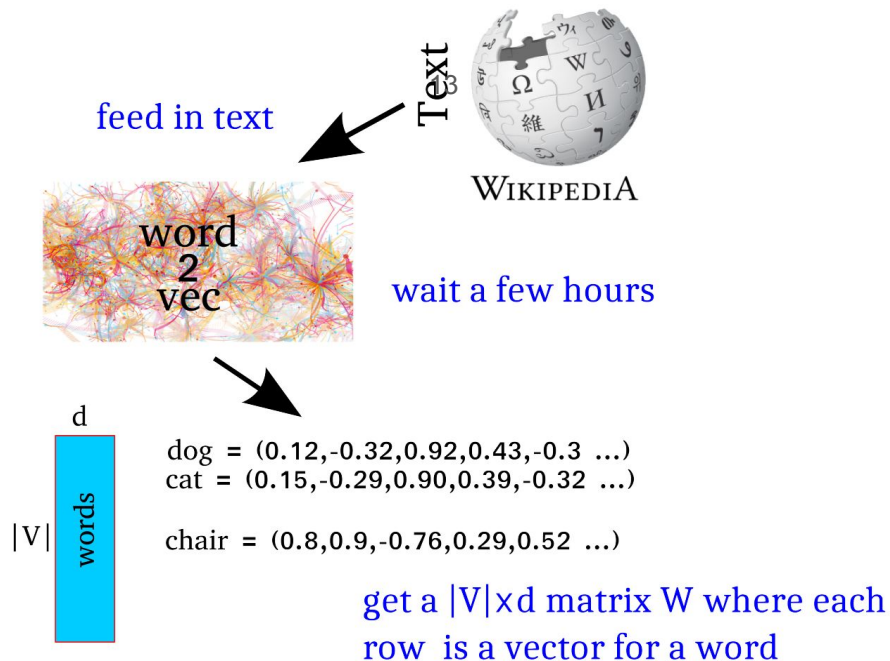 Text
13
Ω
W
И
維
WIKIPEDIA
feed in text
word
2
vec
wait a few hours
d
|V|
words
dog = (0.12,-0.32,0.92,0.43,-0.3 ...)
cat = (0.15,-0.29,0.90,0.39,-0.32 ...)
chair = (0.8,0.9,-0.76,0.29,0.52 ...)
get a |V|×d matrix W where each
row is a vector for a word